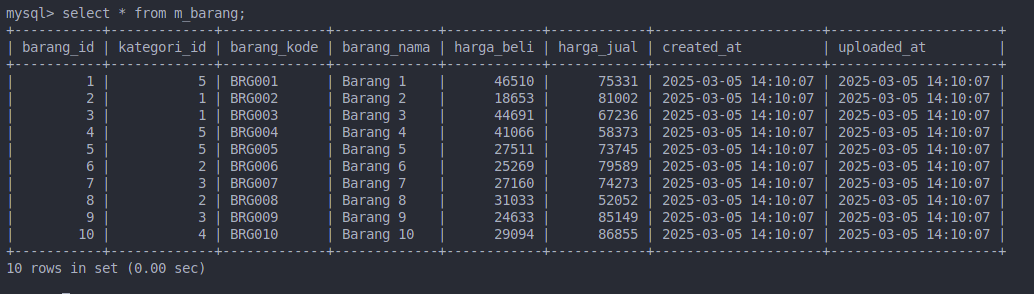 mysql> select * from m_barang;
+-----------+-------------+-------------+-------------+------------+------------+---------------------+---------------------+
| barang_id | kategori_id | barang_kode | barang_nama | harga_beli | harga_jual | created_at          | uploaded_at         |
+-----------+-------------+-------------+-------------+------------+------------+---------------------+---------------------+
|         1 |           5 | BRG001      | Barang 1    |      46510 |      75331 | 2025-03-05 14:10:07 | 2025-03-05 14:10:07 |
|         2 |           1 | BRG002      | Barang 2    |      18653 |      81002 | 2025-03-05 14:10:07 | 2025-03-05 14:10:07 |
|         3 |           1 | BRG003      | Barang 3    |      44691 |      67236 | 2025-03-05 14:10:07 | 2025-03-05 14:10:07 |
|         4 |           5 | BRG004      | Barang 4    |      41066 |      58373 | 2025-03-05 14:10:07 | 2025-03-05 14:10:07 |
|         5 |           5 | BRG005      | Barang 5    |      27511 |      73745 | 2025-03-05 14:10:07 | 2025-03-05 14:10:07 |
|         6 |           2 | BRG006      | Barang 6    |      25269 |      79589 | 2025-03-05 14:10:07 | 2025-03-05 14:10:07 |
|         7 |           3 | BRG007      | Barang 7    |      27160 |      74273 | 2025-03-05 14:10:07 | 2025-03-05 14:10:07 |
|         8 |           2 | BRG008      | Barang 8    |      31033 |      52052 | 2025-03-05 14:10:07 | 2025-03-05 14:10:07 |
|         9 |           3 | BRG009      | Barang 9    |      24633 |      85149 | 2025-03-05 14:10:07 | 2025-03-05 14:10:07 |
|        10 |           4 | BRG010      | Barang 10   |      29094 |      86855 | 2025-03-05 14:10:07 | 2025-03-05 14:10:07 |
+-----------+-------------+-------------+-------------+------------+------------+---------------------+---------------------+
10 rows in set (0.00 sec)